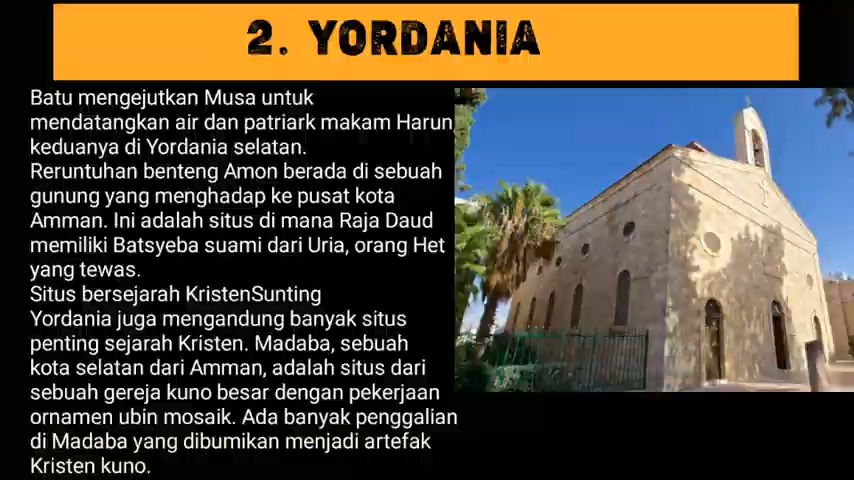 2. YORDANIA
Batu mengejutkan Musa untuk
mendatangkan air dan patriark makam Harun
keduanya di Yordania selatan.
Reruntuhan benteng Amon berada di sebuah
gunung yang menghadap ke pusat kota
Amman. Ini adalah situs di mana Raja Daud
memiliki Batsyeba suami dari Uria, orang Het
yang tewas.
Situs bersejarah KristenSunting
Yordania juga mengandung banyak situs
penting sejarah Kristen. Madaba, sebuah
kota selatan dari Amman, adalah situs dari
sebuah gereja kuno besar dengan pekerjaan
ornamen ubin mosaik. Ada banyak penggalian
di Madaba yang dibumikan menjadi artefak
Kristen kuno.